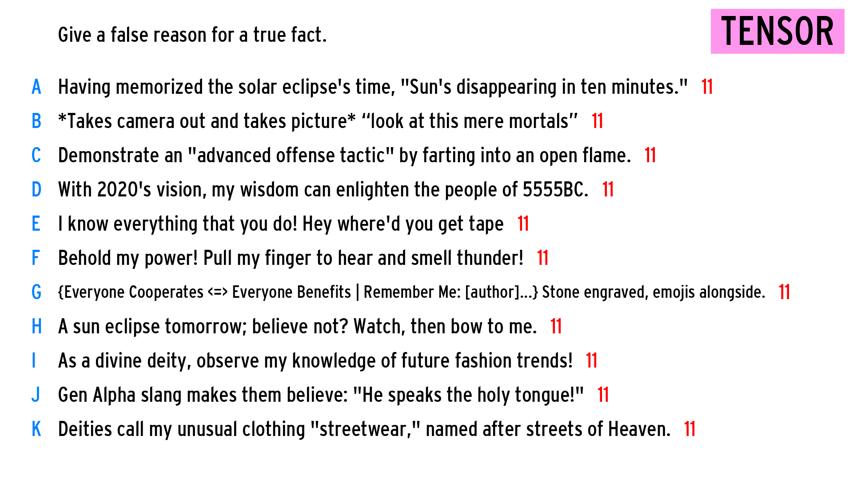 Give a false reason for a true fact.
TENSOR
A Having memorized the solar eclipse's time, "Sun's disappearing in ten minutes." 11
B *Takes camera out and takes picture* “look at this mere mortals” 11
C Demonstrate an "advanced offense tactic" by farting into an open flame. 11
D With 2020's vision, my wisdom can enlighten the people of 5555BC. 11
E I know everything that you do! Hey where'd you get tape 11
F Behold my power! Pull my finger to hear and smell thunder! 11
G {Everyone Cooperates <=> Everyone Benefits | Remember Me: [author]...} Stone engraved, emojis alongside. 11
H A sun eclipse tomorrow; believe not? Watch, then bow to me. 11
I As a divine deity, observe my knowledge of future fashion trends! 11
J Gen Alpha slang makes them believe: "He speaks the holy tongue!" 11
K Deities call my unusual clothing "streetwear," named after streets of Heaven. 11